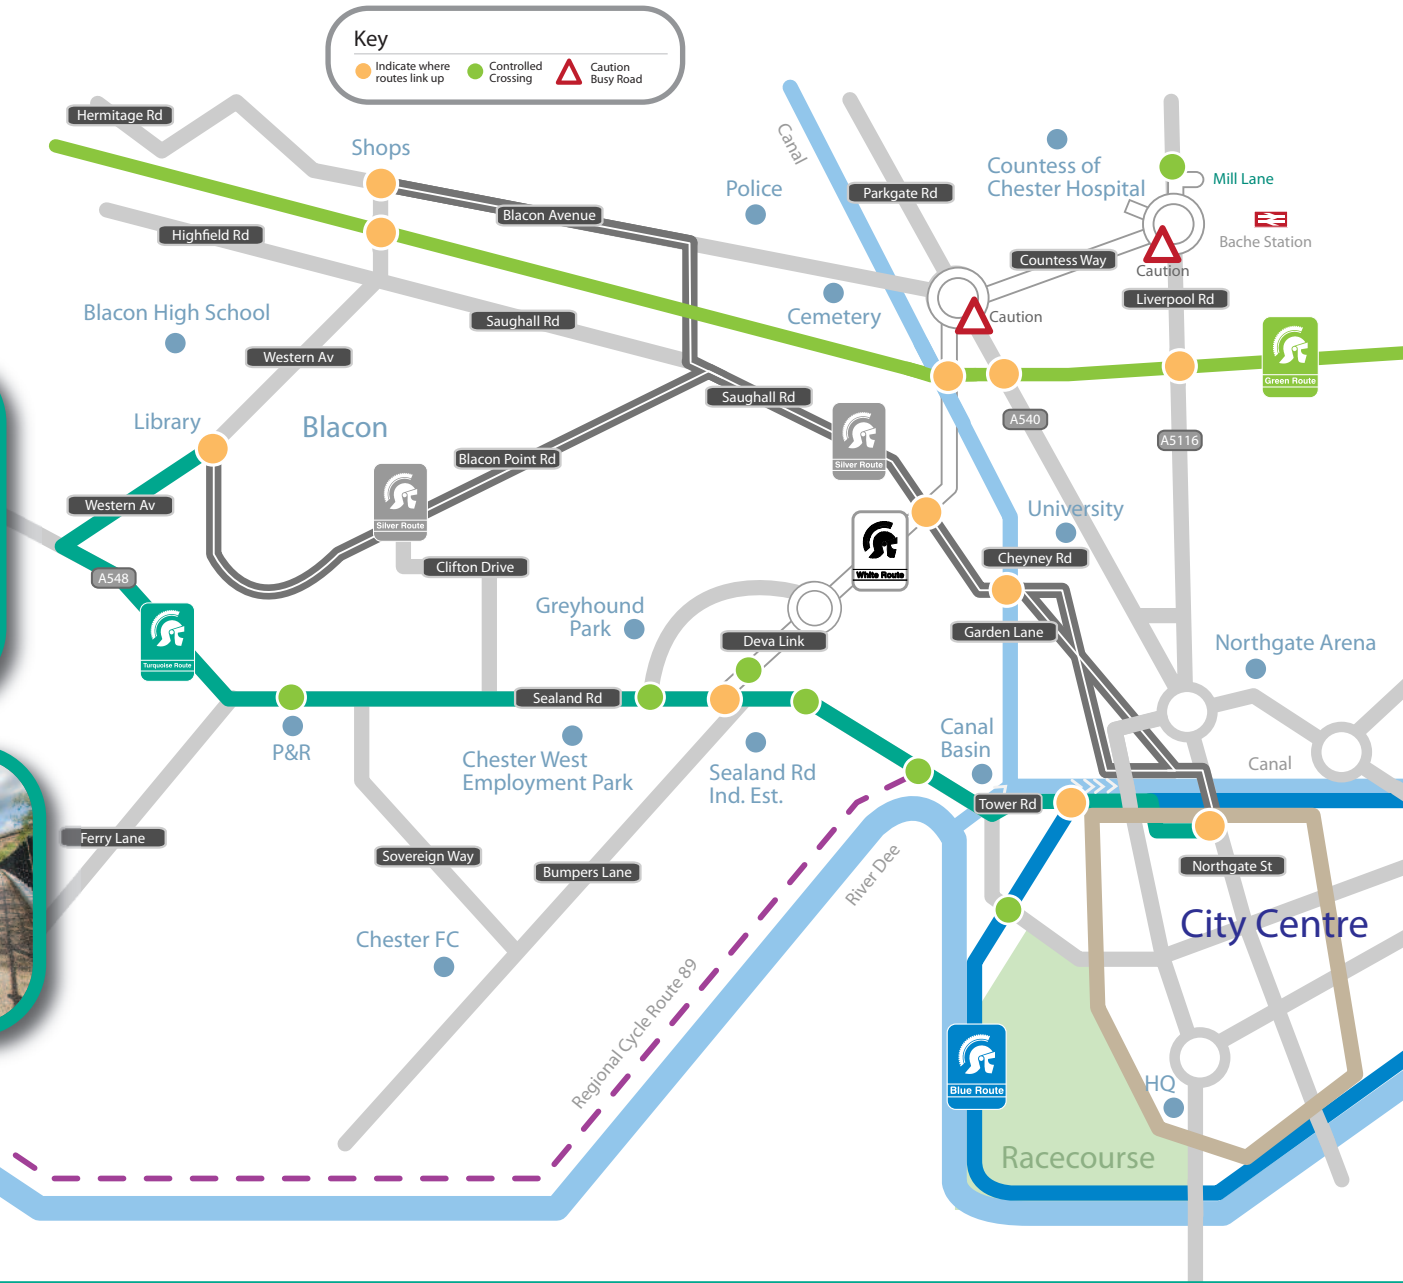 Key
Indicate where
routes link up
Controlled
Crossing
Caution
Busy Road
Hermitage Rd
Shops
Canal
Police
Parkgate Rd
Countess of
Chester Hospital
Mill Lane
Blacon Avenue
Highfield Rd
Bache Station
Countess Way
Caution
Liverpool Rd
Cemetery
Caution
Blacon High School
Saughall Rd
Western Av
Green Route
Saughall Rd
Library
Blacon
A540
A5116
Blacon Point Rd
Silver Route
Western Av
Silver Route
University
Cheyney Rd
Clifton Drive
White Route
A548
Greyhound
Park
Deva Link
Garden Lane
Northgate Arena
Turquoise Route
Sealand Rd
Canal
Basin
P&R
Chester West
Employment Park
Sealand Rd
Ind. Est.
Canal
Tower Rd
Ferry Lane
Sovereign Way
Bumpers Lane
River Dee
Northgate St
City Centre
Chester FC
Regional Cycle Route 89
Blue Route
HQ
Racecourse